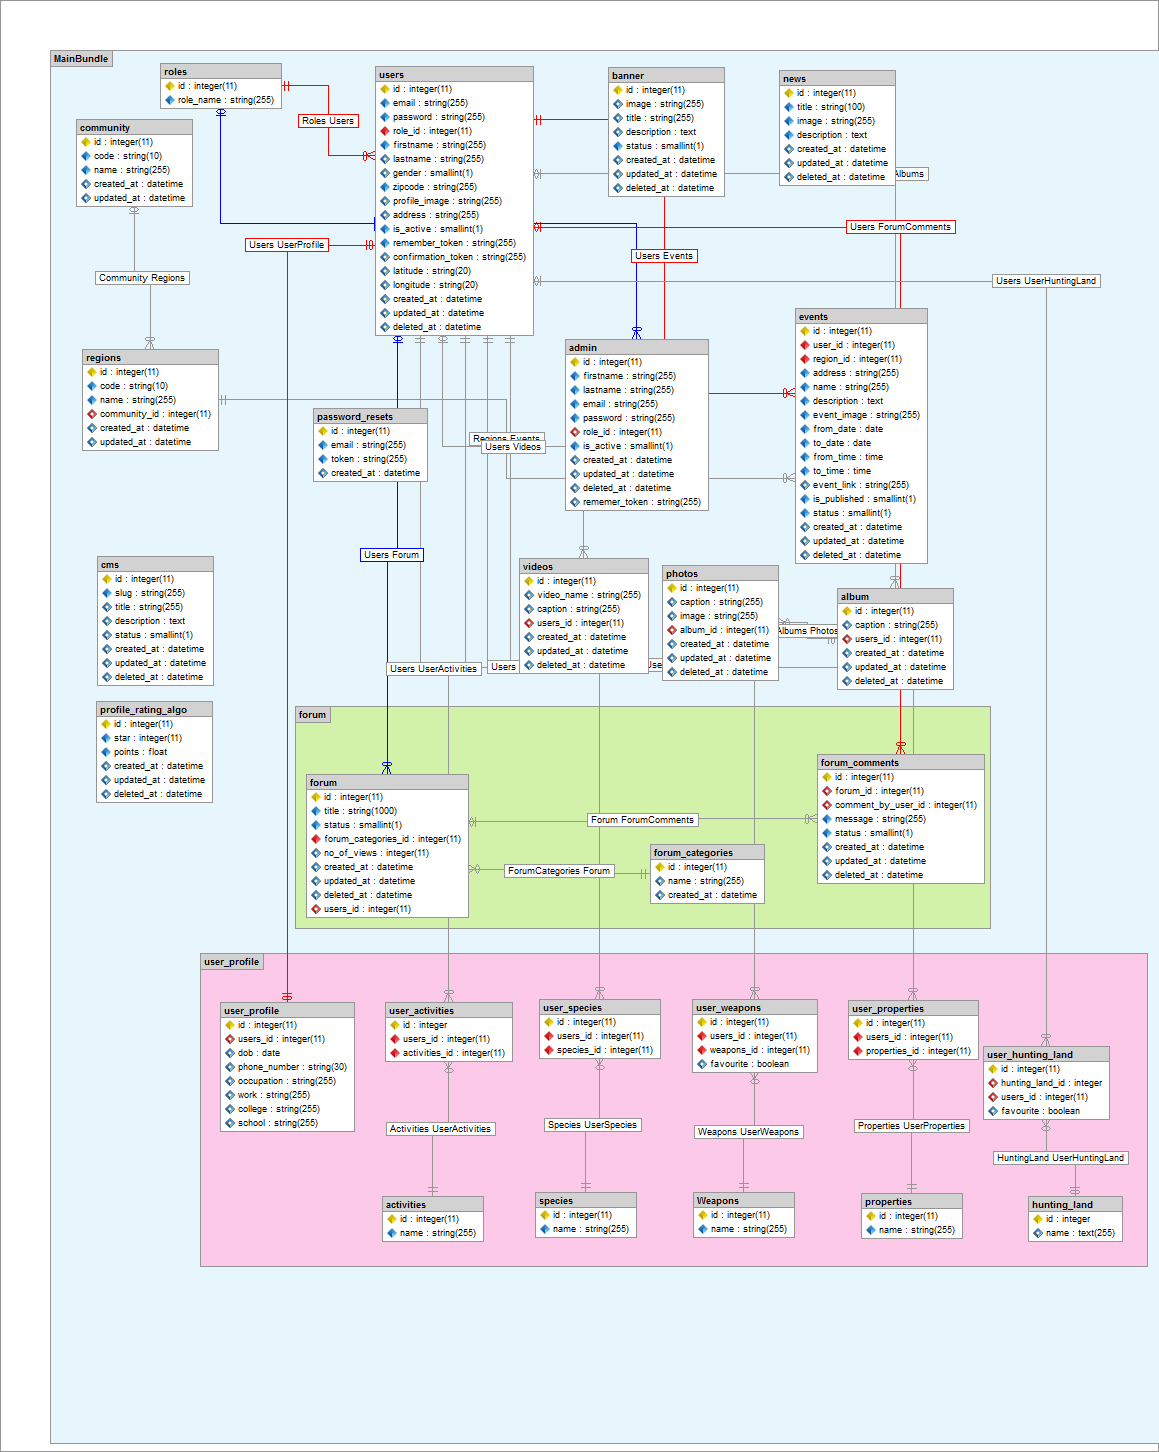 MainBundle
roles
id : integer(11)
role_name : string(255)
community
id : integer(11)
code : string(10)
name : string(255)
created_at : datetime
updated_at : datetime
users
id : integer(11)
email : string(255)
password : string(255)
role_id : integer(11)
firstname : string(255)
lastname : string(255)
gender : smallint(1)
zipcode : string(255)
profile_image : string(255)
address : string(255)
is_active : smallint(1)
remember_token : string(255)
confirmation_token : string(255)
latitude : string(20)
longitude : string(20)
created_at : datetime
updated_at : datetime
deleted_at : datetime
banner
id : integer(11)
image : string(255)
title : string(255)
description : text
status : smallint(1)
created_at : datetime
updated_at : datetime
deleted_at : datetime
news
id : integer(11)
title : string(100)
image : string(255)
description : text
created_at : datetime
updated_at : datetime
deleted_at : datetime
Roles Users
Albums
Users ForumComments
Users UserProfile
Users Events
Community Regions
Users UserHuntingLand
regions
id : integer(11)
code : string(10)
name : string(255)
community_id : integer(11)
created_at : datetime
updated_at : datetime
password_resets
id : integer(11)
email : string(255)
token : string(255)
created_at : datetime
Regions Events
Users Videos
admin
id : integer(11)
firstname : string(255)
lastname : string(255)
email : string(255)
password : string(255)
role_id : integer(11)
is_active : smallint(1)
created_at : datetime
updated_at : datetime
deleted_at : datetime
rememer_token : string(255)
events
id : integer(11)
user_id : integer(11)
region_id : integer(11)
address : string(255)
name : string(255)
description : text
event_image : string(255)
from_date : date
to_date : date
from_time : time
to_time : time
event_link : string(255)
is_published : smallint(1)
status : smallint(1)
created_at : datetime
updated_at : datetime
deleted_at : datetime
Users Forum
cms
id : integer(11)
slug : string(255)
title : string(255)
description : text
status : smallint(1)
created_at : datetime
updated_at : datetime
deleted_at : datetime
videos
id : integer(11)
video_name : string(255)
caption : string(255)
users_id : integer(11)
created_at : datetime
updated_at : datetime
deleted_at : datetime
photos
id : integer(11)
caption : string(255)
image : string(255)
album_id : integer(11)
created_at : datetime
updated_at : datetime
deleted_at : datetime
Albums Photos
album
id : integer(11)
caption : string(255)
users_id : integer(11)
created_at : datetime
updated_at : datetime
deleted_at : datetime
Users UserActivities
Users
profile_rating_algo
id : integer(11)
star : integer(11)
points : float
created_at : datetime
updated_at : datetime
deleted_at : datetime
forum
forum
id : integer(11)
title : string(1000)
status : smallint(1)
forum_categories_id : integer(11)
no_of_views : integer(11)
created_at : datetime
updated_at : datetime
deleted_at : datetime
users_id : integer(11)
Forum ForumComments
ForumCategories Forum
forum_categories
id : integer(11)
name : string(255)
created_at : datetime
forum_comments
id : integer(11)
forum_id : integer(11)
comment_by_user_id : integer(11)
message : string(255)
status : smallint(1)
created_at : datetime
updated_at : datetime
deleted_at : datetime
user_profile
user_profile
id : integer(11)
users_id : integer(11)
dob : date
phone_number : string(30)
occupation : string(255)
work : string(255)
college : string(255)
school : string(255)
user_activities
id : integer
users_id : integer(11)
activities_id : integer(11)
user_species
id : integer(11)
users_id : integer(11)
species_id : integer(11)
user_weapons
id : integer(11)
users_id : integer(11)
weapons_id : integer(11)
favourite : boolean
user_properties
id : integer(11)
users_id : integer(11)
properties_id : integer(11)
user_hunting_land
id : integer(11)
hunting_land_id : integer
users_id : integer(11)
favourite : boolean
Activities UserActivities
Species UserSpecies
Weapons UserWeapons
Properties UserProperties
HuntingLand UserHuntingLand
activities
id : integer(11)
name : string(255)
species
id : integer(11)
name : string(255)
Weapons
id : integer(11)
name : string(255)
properties
id : integer(11)
name : string(255)
hunting_land
id : integer
name : text(255)